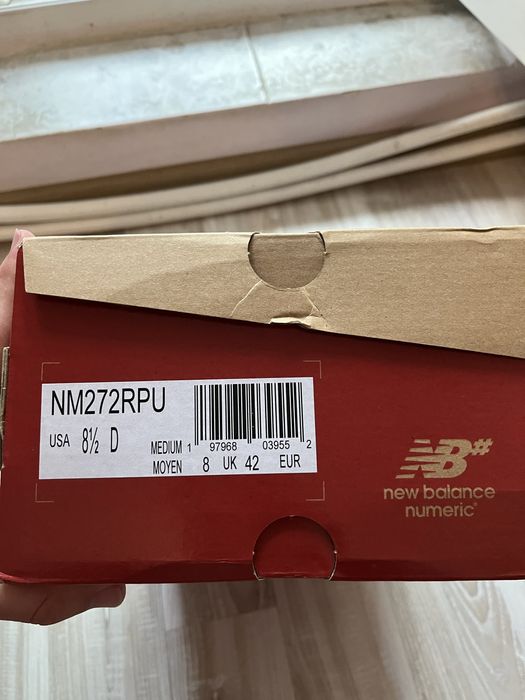 NM272RPU
USA 8½ D
MEDIUM 1 97968 03955 2
MOYEN 8 UK 42 EUR
NB#
new balance
numeric®